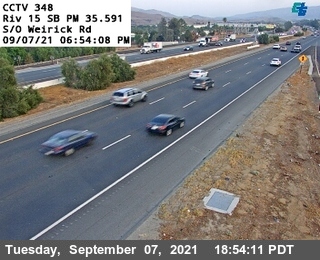 CCTV 348
Riv 15 SB PM 35.591
S/O Weirick Rd
09/07/21 06:54:08 PM
Tuesday, September 07, 2021 18:54:11 PDT